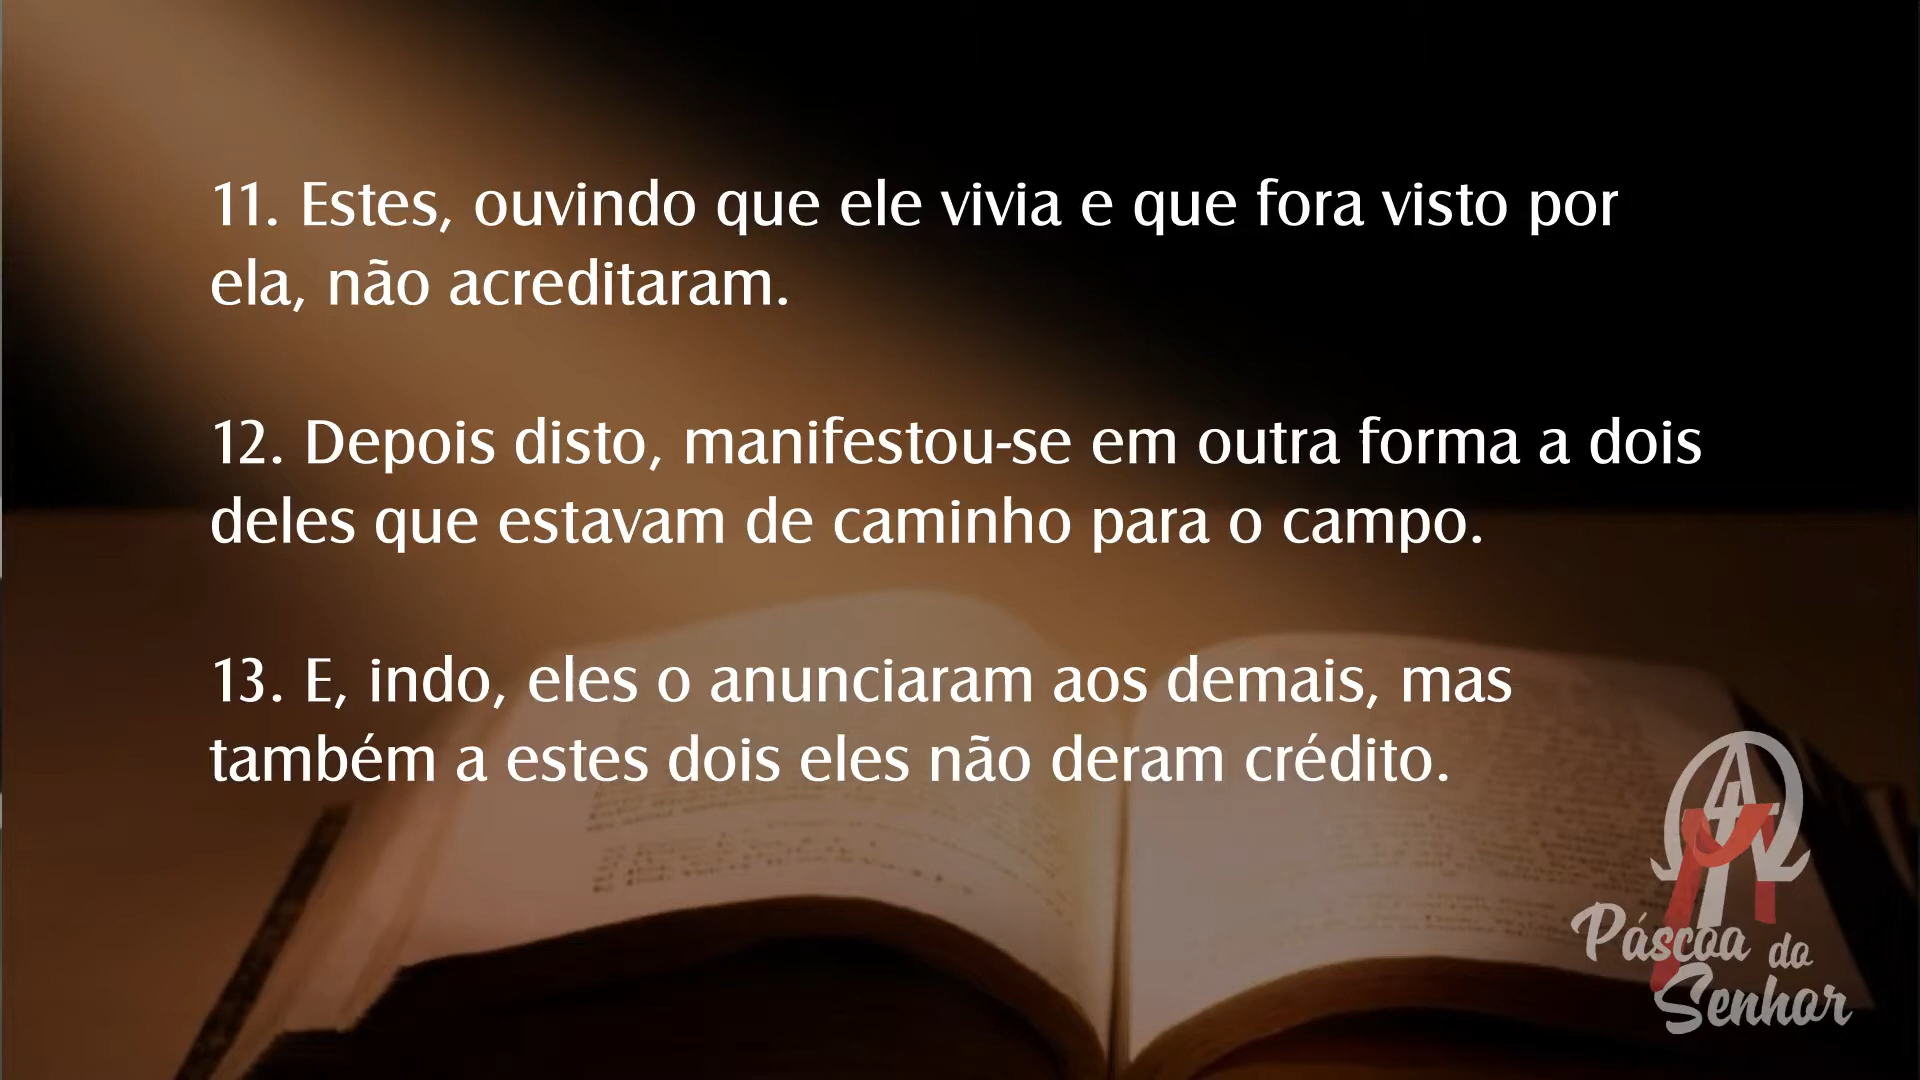 11. Estes, ouvindo que ele vivia e que fora visto por
ela, não acreditaram.
12. Depois disto, manifestou-se em outra forma a dois
deles que estavam de caminho para o campo.
13. E, indo, eles o anunciaram aos demais, mas
também a estes dois eles não deram crédito.
Páscoa do
Senhor